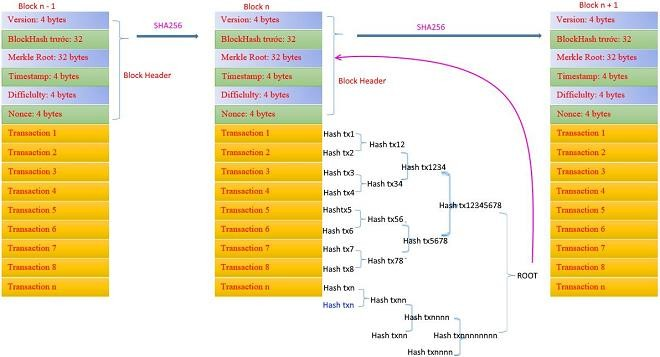 Block n - 1
Version: 4 bytes
BlockHash trước: 32
Merkle Root: 32 bytes
Timestamp: 4 bytes
Difficlulty: 4 bytes
Nonce: 4 bytes
Transaction 1
Transaction 2
Transaction 3
Transaction 4
Transaction 5
Transaction 6
Transaction 7
Transaction 8
Transaction n
Block Header
SHA256
Block n
Version: 4 bytes
BlockHash trước: 32
Merkle Root: 32 bytes
Timestamp: 4 bytes
Difficlulty: 4 bytes
Nonce: 4 bytes
Transaction 1
Transaction 2
Transaction 3
Transaction 4
Transaction 5
Transaction 6
Transaction 7
Transaction 8
Transaction n
Block Header
SHA256
Hash tx1
Hash tx2
Hash tx3
Hash tx4
Hashtx5
Hash tx6
Hash tx7
Hash tx8
Hash txn
Hash txn
Hash tx12
Hash tx34
Hash tx56
Hash tx78
Hash txnn
Hash txnn
Hash tx1234
Hash tx5678
Hash txnnnn
Hash txnnnn
Hash tx12345678
Hash txnnnnnnnn
ROOT
Block n + 1
Version: 4 bytes
BlockHash trước: 32
Merkle Root: 32 bytes
Timestamp: 4 bytes
Difficlulty: 4 bytes
Nonce: 4 bytes
Transaction 1
Transaction 2
Transaction 3
Transaction 4
Transaction 5
Transaction 6
Transaction 7
Transaction 8
Transaction n